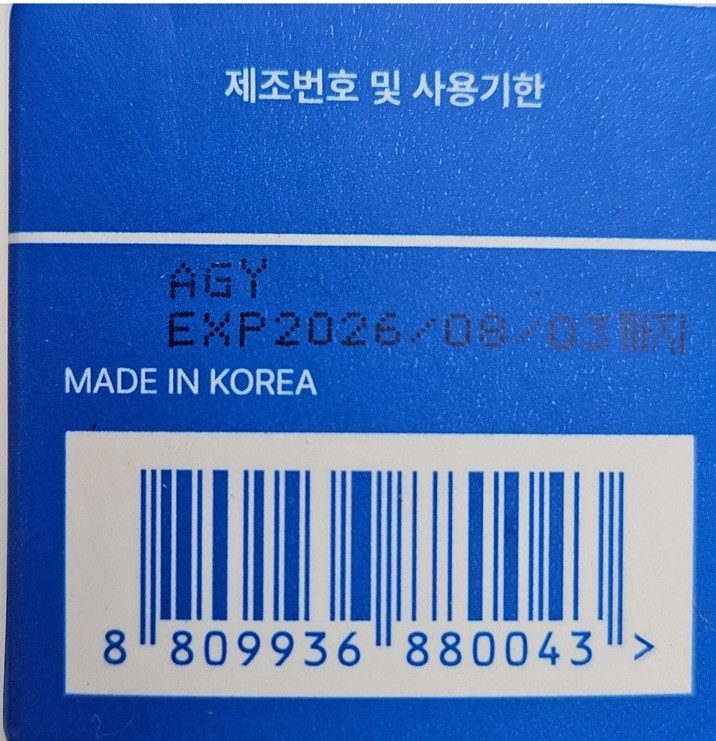 제조번호 및 사용기한
AGY
EXP2026/08/03까지
MADE IN KOREA
8 809936 880043 >